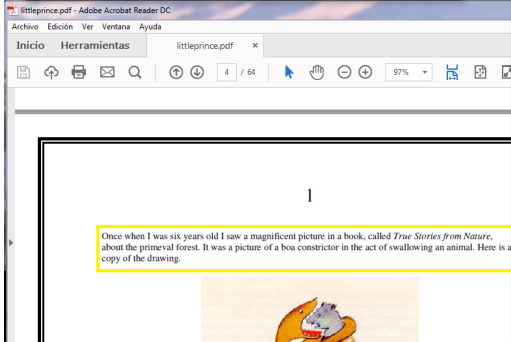 littleprince.pdf - Adobe Acrobat Reader DC
Archivo Edición Ver Ventana Ayuda
Inicio Herramientas littleprince.pdf ×
4 / 64 97%
1
Once when I was six years old I saw a magnificent picture in a book, called True Stories from Nature,
about the primeval forest. It was a picture of a boa constrictor in the act of swallowing an animal. Here is a
copy of the drawing.